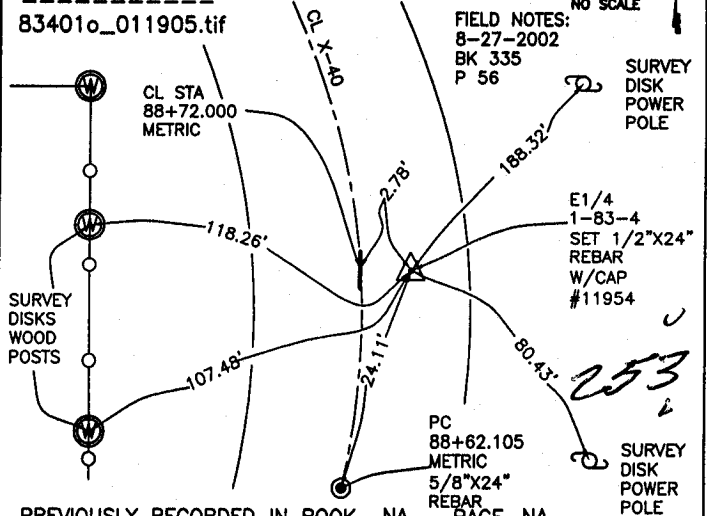 NO SCALE
83401o_011905.tif
FIELD NOTES:
8-27-2002
BK 335
P 56
CL X-40
CL STA
88+72.000
METRIC
SURVEY
DISK
POWER
POLE
188.32'
2.78'
118.26'
E1/4
1-83-4
SET 1/2"X24"
REBAR
W/CAP
#11954
SURVEY
DISKS
WOOD
POSTS
W
W
W
107.48'
24.11'
80.43'
253
PC
88+62.105
METRIC
5/8"X24"
REBAR
SURVEY
DISK
POWER
POLE
PREVIOUSLY RECORDED IN BOOK NA PAGE NA